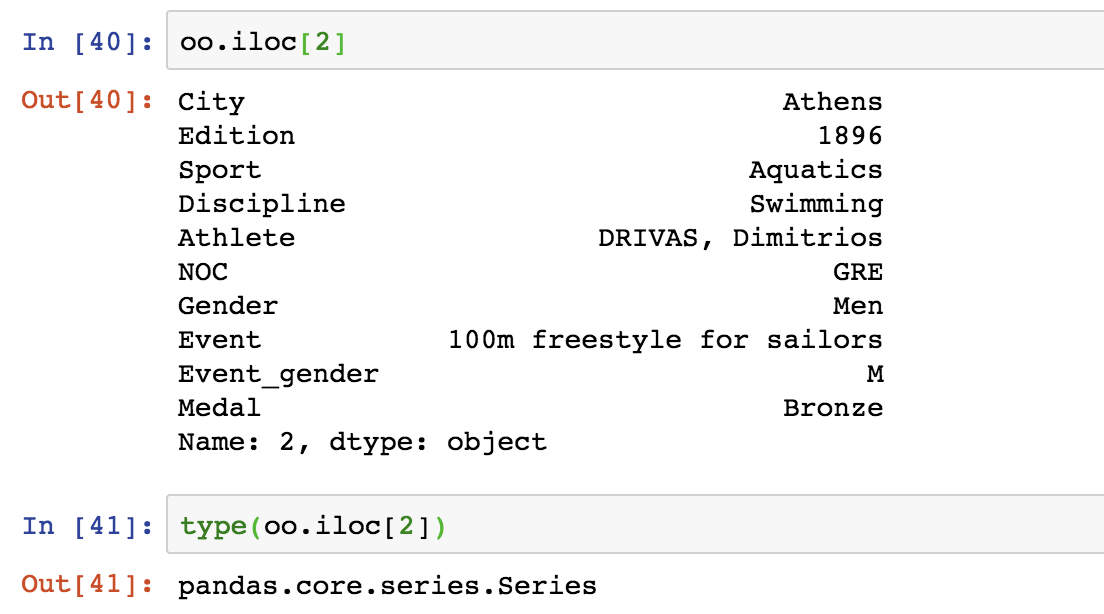 In [40]: oo.iloc[2]
Out[40]: City Athens
Edition 1896
Sport Aquatics
Discipline Swimming
Athlete DRIVAS, Dimitrios
NOC GRE
Gender Men
Event 100m freestyle for sailors
Event_gender M
Medal Bronze
Name: 2, dtype: object
In [41]: type(oo.iloc[2])
Out[41]: pandas.core.series.Series